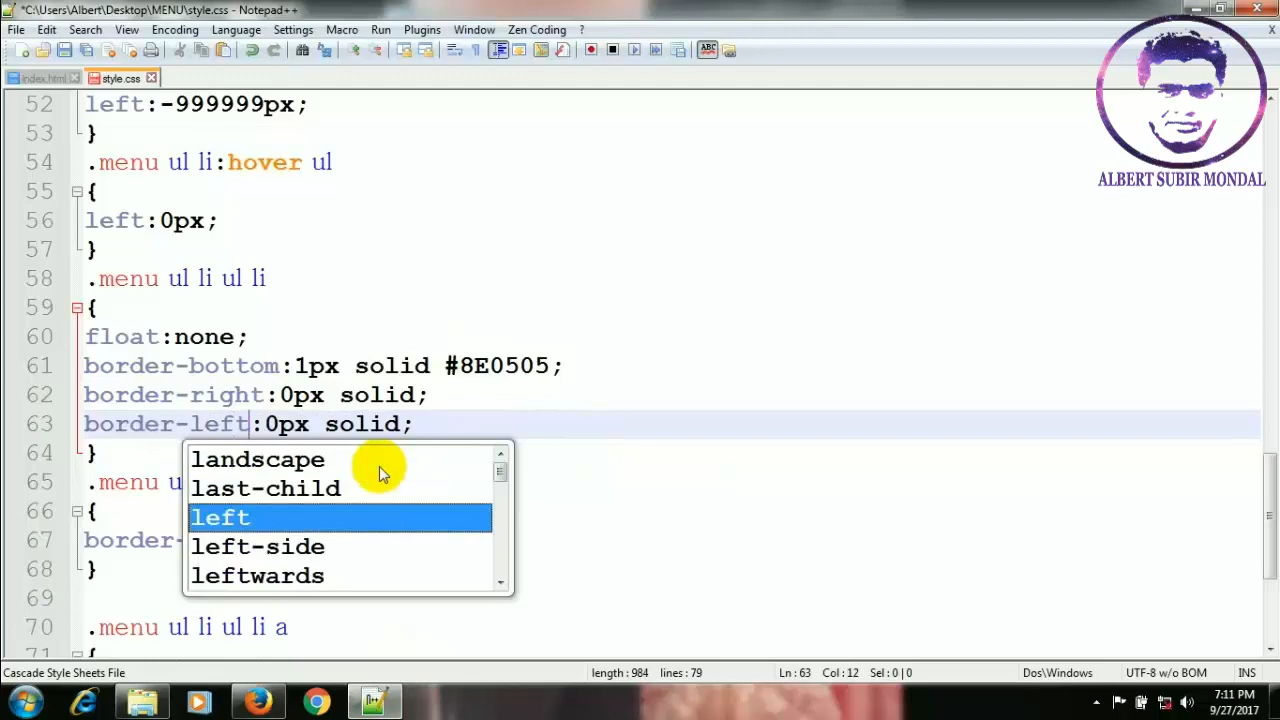 *C:\Users\Albert\Desktop\MENU\style.css - Notepad++
File Edit Search View Encoding Language Settings Macro Run Plugins Window Zen Coding ? X
index.html style.css
ABC
ALBERT SUBIR MONDAL
52 left:-999999px;
53 }
54 .menu ul li:hover ul
55 {
56 left:0px;
57 }
58 .menu ul li ul li
59 {
60 float:none;
61 border-bottom:1px solid #8E0505;
62 border-right:0px solid;
63 border-left:0px solid;
64 }
landscape
last-child
left
left-side
leftwards
65 .menu u
66 {
67 border-
68 }
69
70 .menu ul li ul li a
71 {
Cascade Style Sheets File length : 984 lines : 79 Ln : 63 Col : 12 Sel : 0 | 0 Dos\Windows UTF-8 w/o BOM INS
7:11 PM
9/27/2017